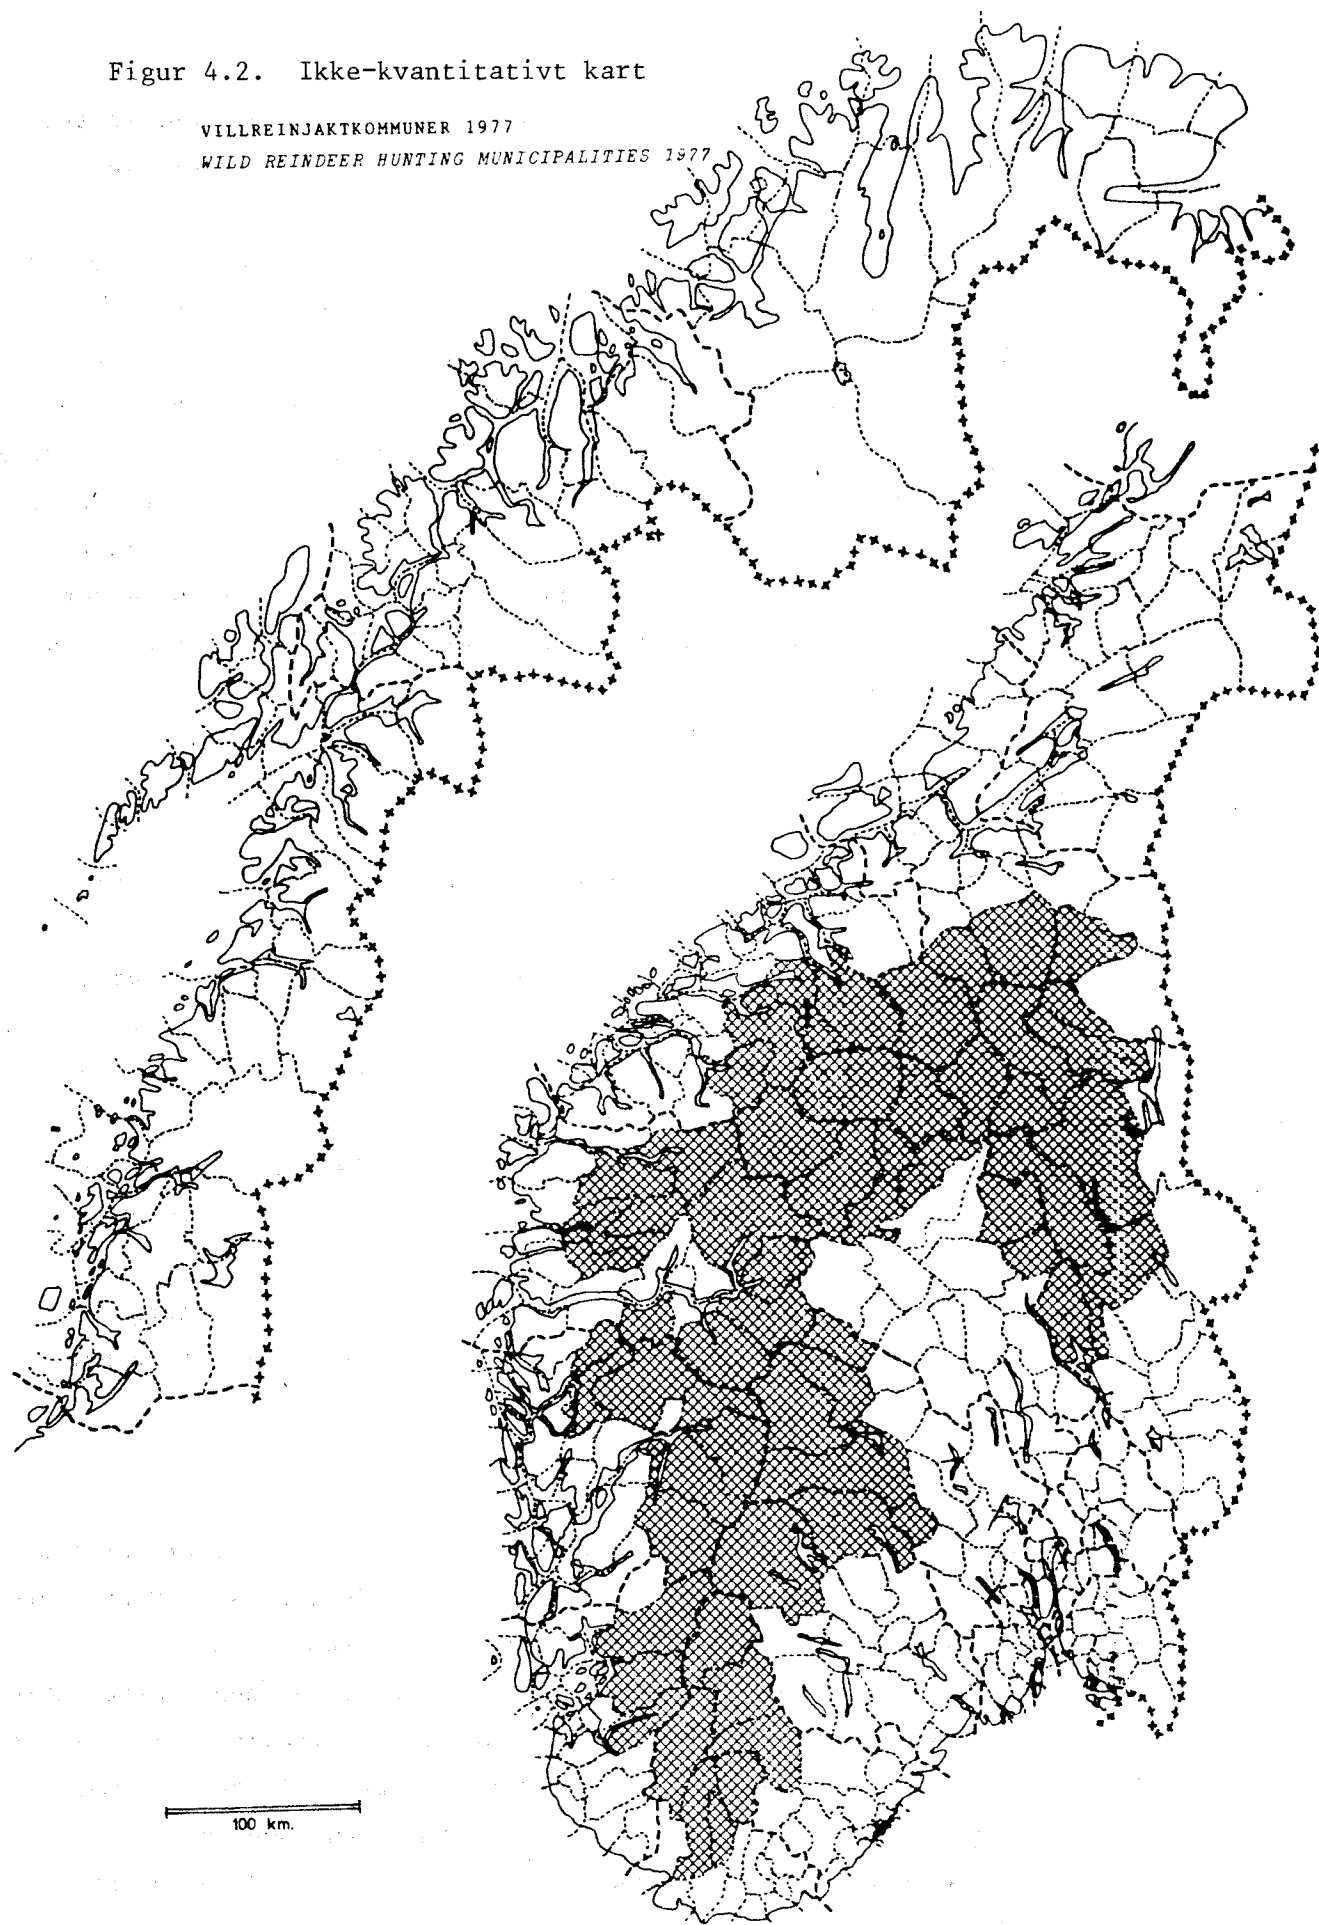 Figur 4.2. Ikke-kvantitativt kart
VILLREINJAKTKOMMUNER 1977
WILD REINDEER HUNTING MUNICIPALITIES 1977
100 km.